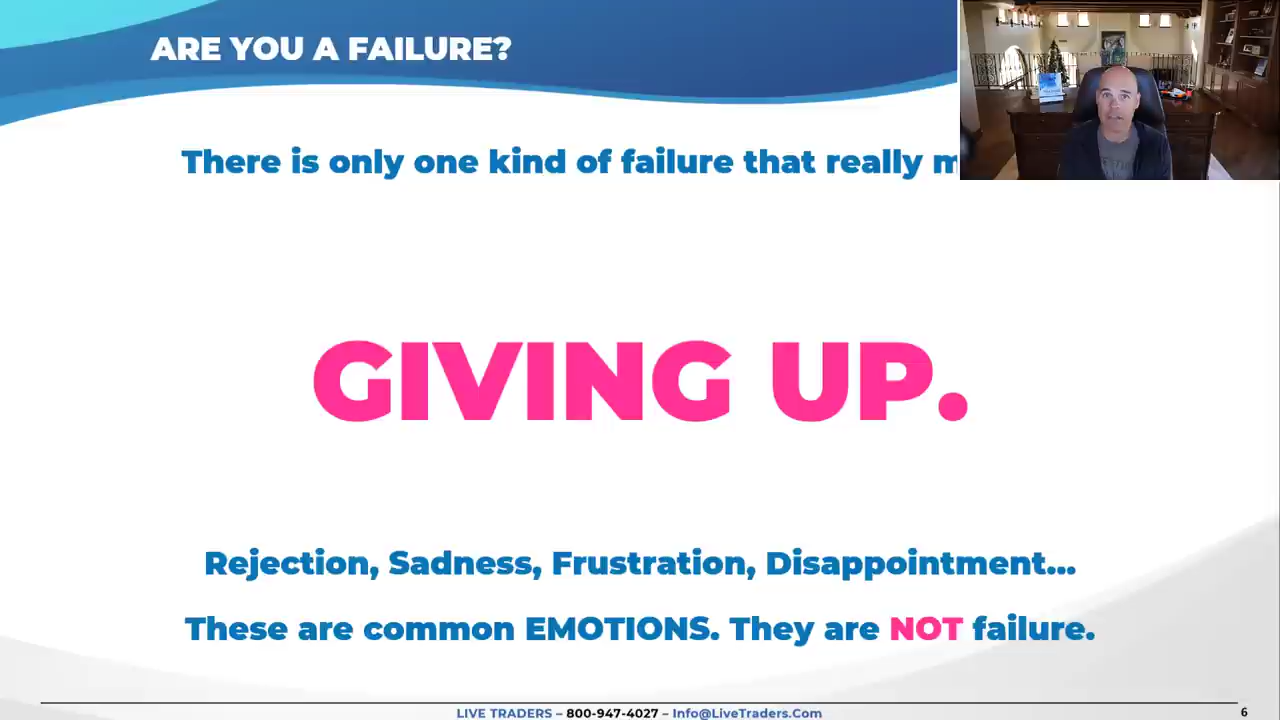 ARE YOU A FAILURE?
There is only one kind of failure that really
GIVING UP.
Rejection, Sadness, Frustration, Disappointment...
These are common EMOTIONS. They are NOT failure.
LIVE TRADERS – 800-947-4027 – Info@LiveTraders.Com
6